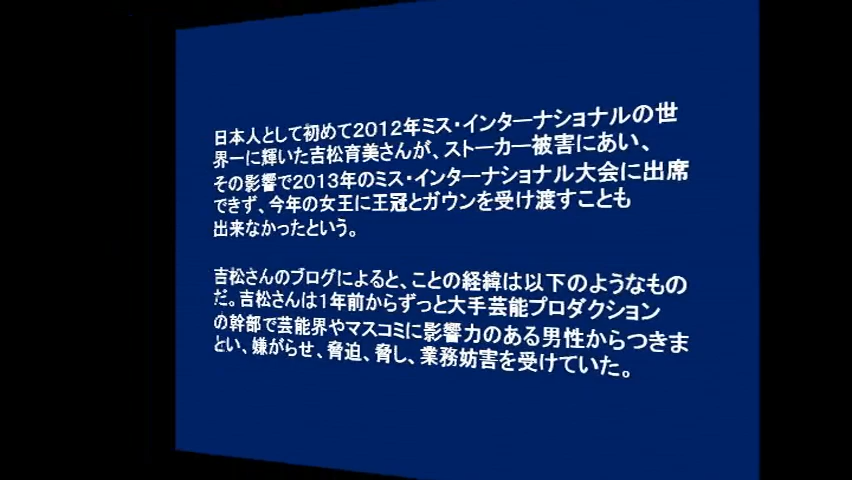 日本人として初めて2012年ミス・インターナショナルの世
界一に輝いた吉松育美さんが、ストーカー被害にあい、
その影響で2013年のミス・インターナショナル大会に出席
できず、今年の女王に王冠とガウンを受け渡すことも
出来なかったという。
吉松さんのブログによると、ことの経緯は以下のようなもの
だ。吉松さんは1年前からずっと大手芸能プロダクション
の幹部で芸能界やマスコミに影響力のある男性からつきま
とい、嫌がらせ、脅迫、脅し、業務妨害を受けていた。